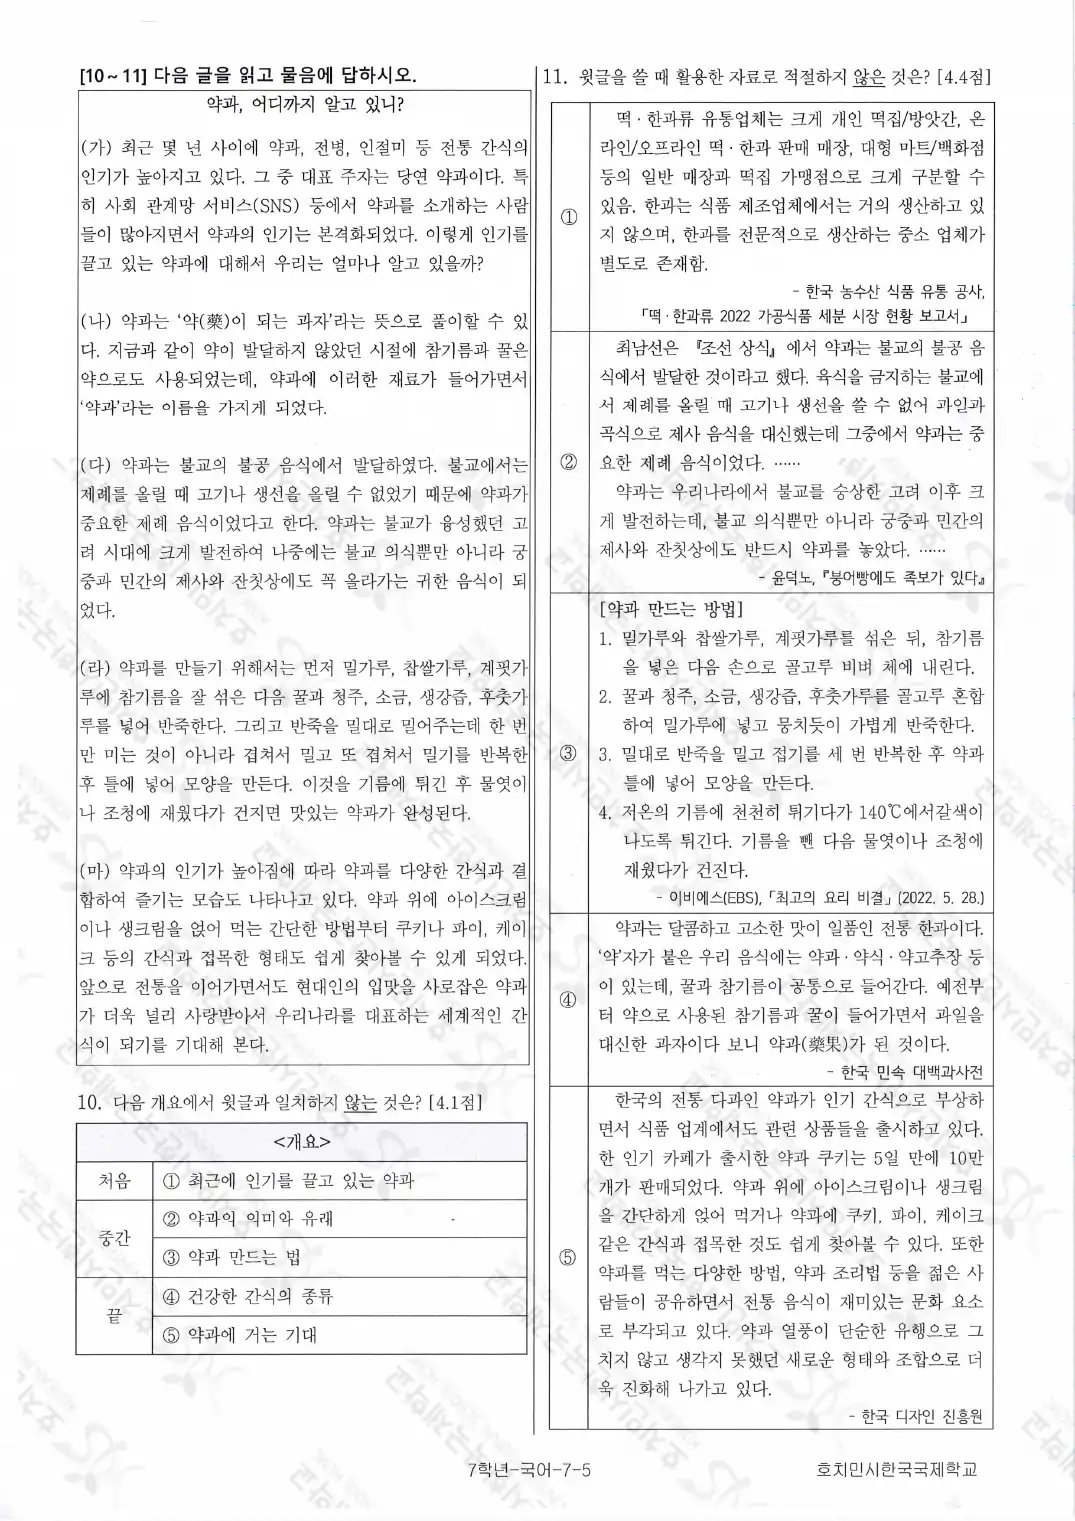 [10~11] 다음 글을 읽고 물음에 답하시오.
약과, 어디까지 알고 있니?
(가) 최근 몇 년 사이에 약과, 전병, 인절미 등 전통 간식의
인기가 높아지고 있다. 그 중 대표 주자는 당연 약과이다. 특
히 사회 관계망 서비스(SNS) 등에서 약과를 소개하는 사람
들이 많아지면서 약과의 인기는 본격화되었다. 이렇게 인기를
끌고 있는 약과에 대해서 우리는 얼마나 알고 있을까?
(나) 약과는 ‘약(藥)이 되는 과자’라는 뜻으로 풀이할 수 있
다. 지금과 같이 약이 발달하지 않았던 시절에 참기름과 꿀은
약으로도 사용되었는데, 약과에 이러한 재료가 들어가면서
‘약과’라는 이름을 가지게 되었다.
(다) 약과는 불교의 불공 음식에서 발달하였다. 불교에서는
제례를 올릴 때 고기나 생선을 올릴 수 없었기 때문에 약과가
중요한 제례 음식이었다고 한다. 약과는 불교가 융성했던 고
려 시대에 크게 발전하여 나중에는 불교 의식뿐만 아니라 궁
중과 민간의 제사와 잔칫상에도 꼭 올라가는 귀한 음식이 되
었다.
(라) 약과를 만들기 위해서는 먼저 밀가루, 찹쌀가루, 계핏가
루에 참기름을 잘 섞은 다음 꿀과 청주, 소금, 생강즙, 후춧가
루를 넣어 반죽한다. 그리고 반죽을 밀대로 밀어주는데 한 번
만 미는 것이 아니라 겹쳐서 밀고 또 겹쳐서 밀기를 반복한
후 틀에 넣어 모양을 만든다. 이것을 기름에 튀긴 후 물엿이
나 조청에 재웠다가 건지면 맛있는 약과가 완성된다.
(마) 약과의 인기가 높아짐에 따라 약과를 다양한 간식과 결
합하여 즐기는 모습도 나타나고 있다. 약과 위에 아이스크림
이나 생크림을 얹어 먹는 간단한 방법부터 쿠키나 파이, 케이
크 등의 간식과 접목한 형태도 쉽게 찾아볼 수 있게 되었다.
앞으로 전통을 이어가면서도 현대인의 입맛을 사로잡은 약과
가 더욱 널리 사랑받아서 우리나라를 대표하는 세계적인 간
식이 되기를 기대해 본다.
10. 다음 개요에서 윗글과 일치하지 않는 것은? [4.1점]
<개요>
처음 ① 최근에 인기를 끌고 있는 약과
중간 ② 약과의 의미와 유래
③ 약과 만드는 법
끝 ④ 건강한 간식의 종류
⑤ 약과에 거는 기대
11. 윗글을 쓸 때 활용한 자료로 적절하지 않은 것은? [4.4점]
①
떡·한과류 유통업체는 크게 개인 떡집/방앗간, 온
라인/오프라인 떡·한과 판매 매장, 대형 마트/백화점
등의 일반 매장과 떡집 가맹점으로 크게 구분할 수
있음. 한과는 식품 제조업체에서는 거의 생산하고 있
지 않으며, 한과를 전문적으로 생산하는 중소 업체가
별도로 존재함.
- 한국 농수산 식품 유통 공사,
「떡·한과류 2022 가공식품 세분 시장 현황 보고서」
②
최남선은 『조선 상식』에서 약과는 불교의 불공 음
식에서 발달한 것이라고 했다. 육식을 금지하는 불교에
서 제례를 올릴 때 고기나 생선을 쓸 수 없어 과일과
곡식으로 제사 음식을 대신했는데 그중에서 약과는 중
요한 제례 음식이었다. ……
약과는 우리나라에서 불교를 숭상한 고려 이후 크
게 발전하는데, 불교 의식뿐만 아니라 궁중과 민간의
제사와 잔칫상에도 반드시 약과를 놓았다. ……
- 윤덕노, 『붕어빵에도 족보가 있다』
③
[약과 만드는 방법]
1. 밀가루와 찹쌀가루, 계핏가루를 섞은 뒤, 참기름
을 넣은 다음 손으로 골고루 비벼 체에 내린다.
2. 꿀과 청주, 소금, 생강즙, 후춧가루를 골고루 혼합
하여 밀가루에 넣고 뭉치듯이 가볍게 반죽한다.
3. 밀대로 반죽을 밀고 접기를 세 번 반복한 후 약과
틀에 넣어 모양을 만든다.
4. 저온의 기름에 천천히 튀기다가 140℃에서갈색이
나도록 튀긴다. 기름을 뺀 다음 물엿이나 조청에
재웠다가 건진다.
- 이비에스(EBS), 「최고의 요리 비결」 (2022. 5. 28.)
④
약과는 달콤하고 고소한 맛이 일품인 전통 한과이다.
‘약’자가 붙은 우리 음식에는 약과·약식·약고추장 등
이 있는데, 꿀과 참기름이 공통으로 들어간다. 예전부
터 약으로 사용된 참기름과 꿀이 들어가면서 과일을
대신한 과자이다 보니 약과(藥果)가 된 것이다.
- 한국 민속 대백과사전
⑤
한국의 전통 다과인 약과가 인기 간식으로 부상하
면서 식품 업계에서도 관련 상품들을 출시하고 있다.
한 인기 카페가 출시한 약과 쿠키는 5일 만에 10만
개가 판매되었다. 약과 위에 아이스크림이나 생크림
을 간단하게 얹어 먹거나 약과에 쿠키, 파이, 케이크
같은 간식과 접목한 것도 쉽게 찾아볼 수 있다. 또한
약과를 먹는 다양한 방법, 약과 조리법 등을 젊은 사
람들이 공유하면서 전통 음식이 재미있는 문화 요소
로 부각되고 있다. 약과 열풍이 단순한 유행으로 그
치지 않고 생각지 못했던 새로운 형태와 조합으로 더
욱 진화해 나가고 있다.
- 한국 디자인 진흥원
7학년-국어-7-5
호치민시한국국제학교